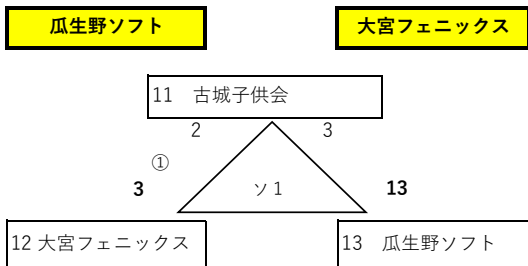 瓜生野ソフト 大宮フェニックス
11 古城子供会
2 3
①
3 ソ1 13
12 大宮フェニックス 13 瓜生野ソフト